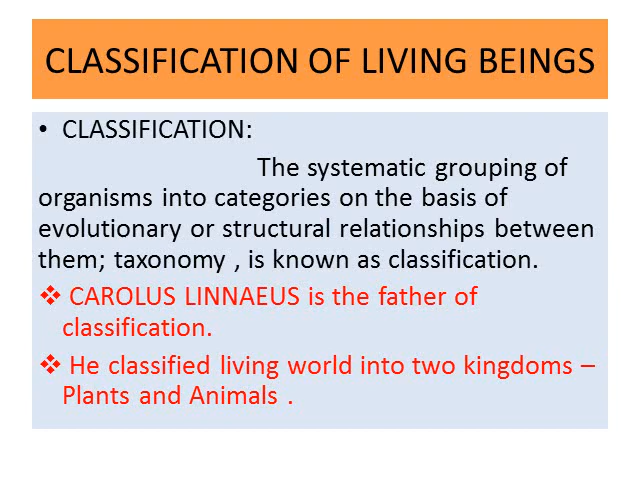 CLASSIFICATION OF LIVING BEINGS
• CLASSIFICATION:
The systematic grouping of
organisms into categories on the basis of
evolutionary or structural relationships between
them; taxonomy , is known as classification.
❖ CAROLUS LINNAEUS is the father of
classification.
❖ He classified living world into two kingdoms –
Plants and Animals .